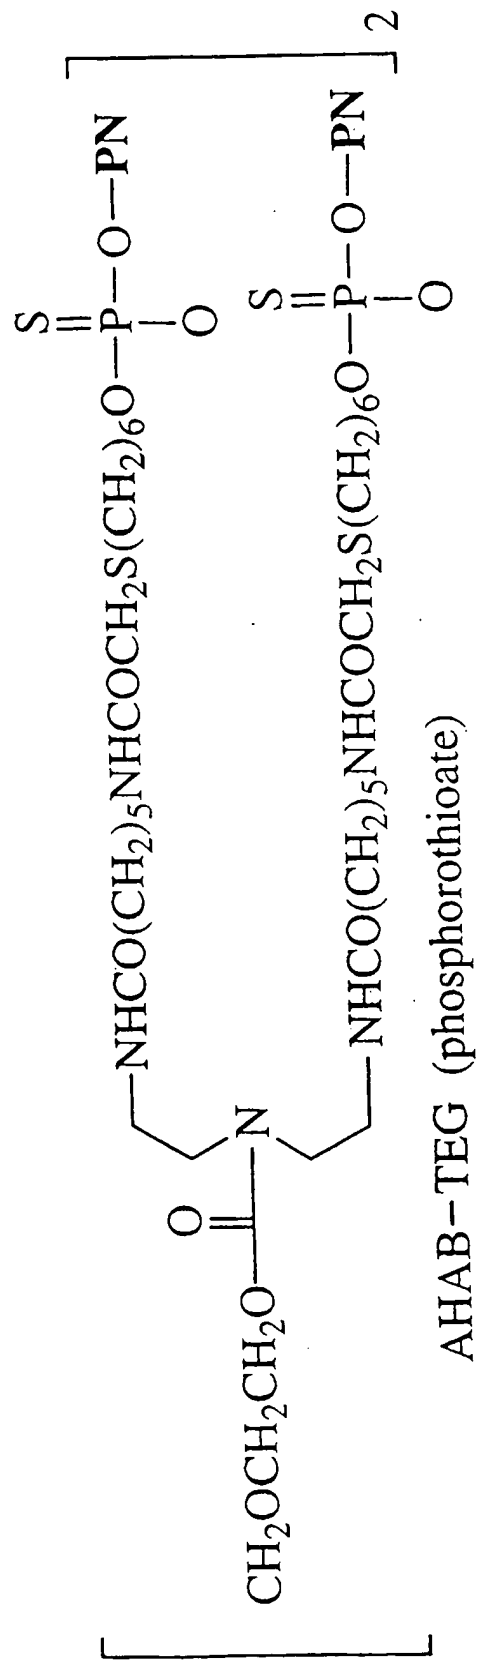 NHCO(CH2)5NHCOCH2S(CH2)6O—P—O—PN
S
O
O
CH2OCH2CH2O
N
2
NHCO(CH2)5NHCOCH2S(CH2)6O—P—O—PN
S
O
AHAB–TEG (phosphorothioate)